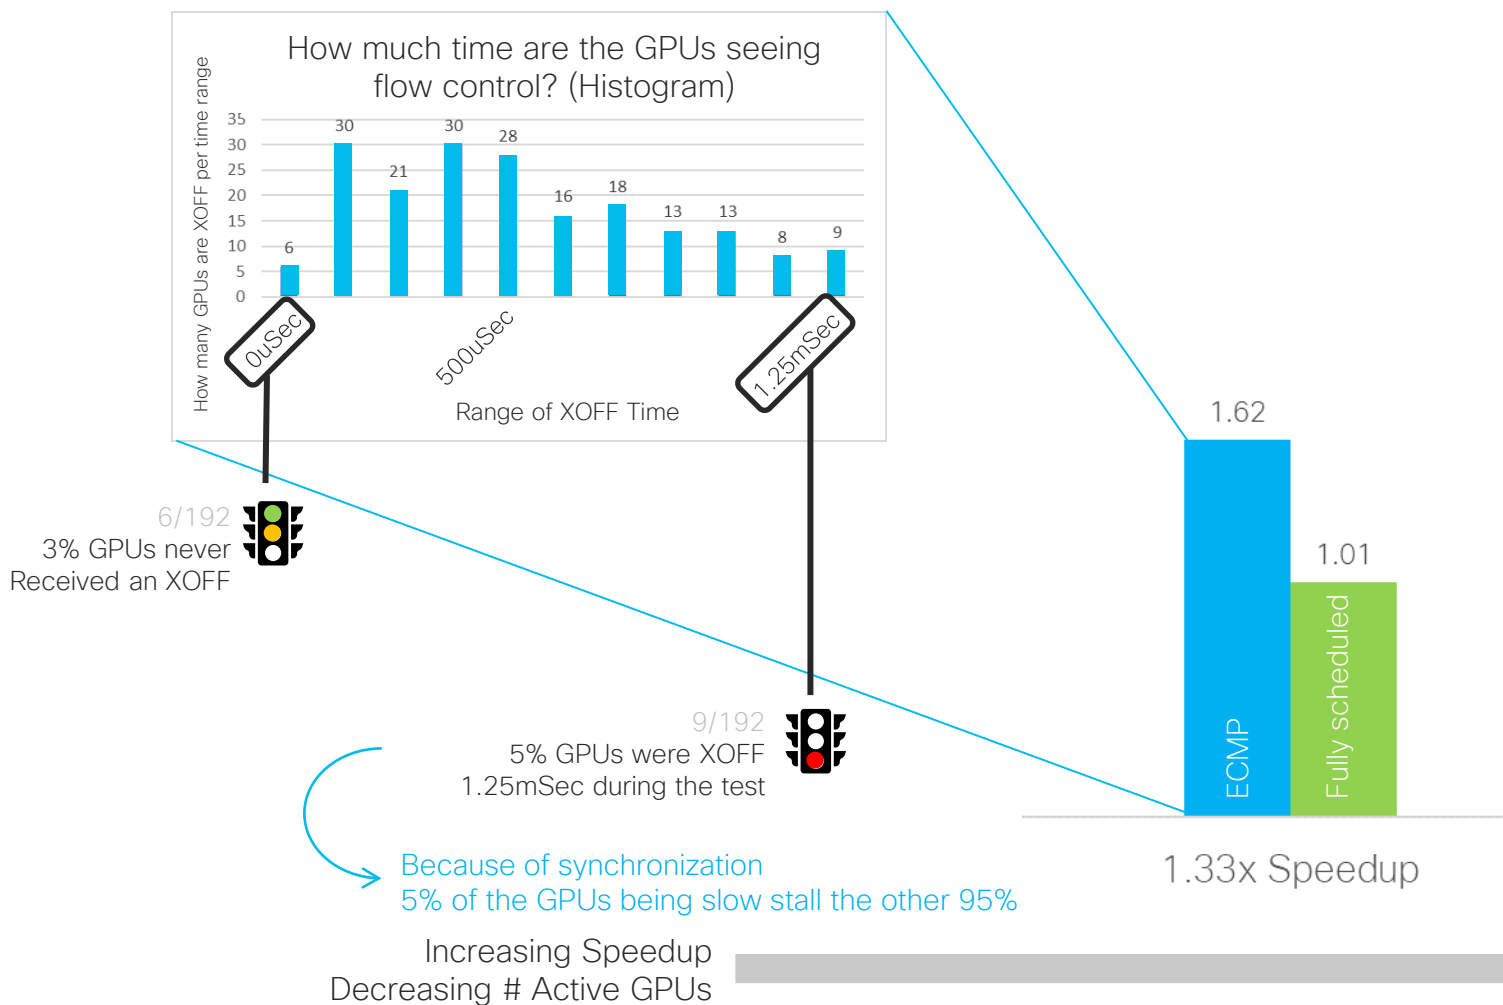 How much time are the GPUs seeing
flow control? (Histogram)
How many GPUs are XOFF per time range
35
30
25
20
15
10
5
0
6
30
21
30
28
16
18
13
13
8
9
0uSec
500uSec
1.25mSec
Range of XOFF Time
6/192
3% GPUs never
Received an XOFF
9/192
5% GPUs were XOFF
1.25mSec during the test
Because of synchronization
5% of the GPUs being slow stall the other 95%
1.62
1.01
ECMP
Fully scheduled
1.33x Speedup
Increasing Speedup
Decreasing # Active GPUs